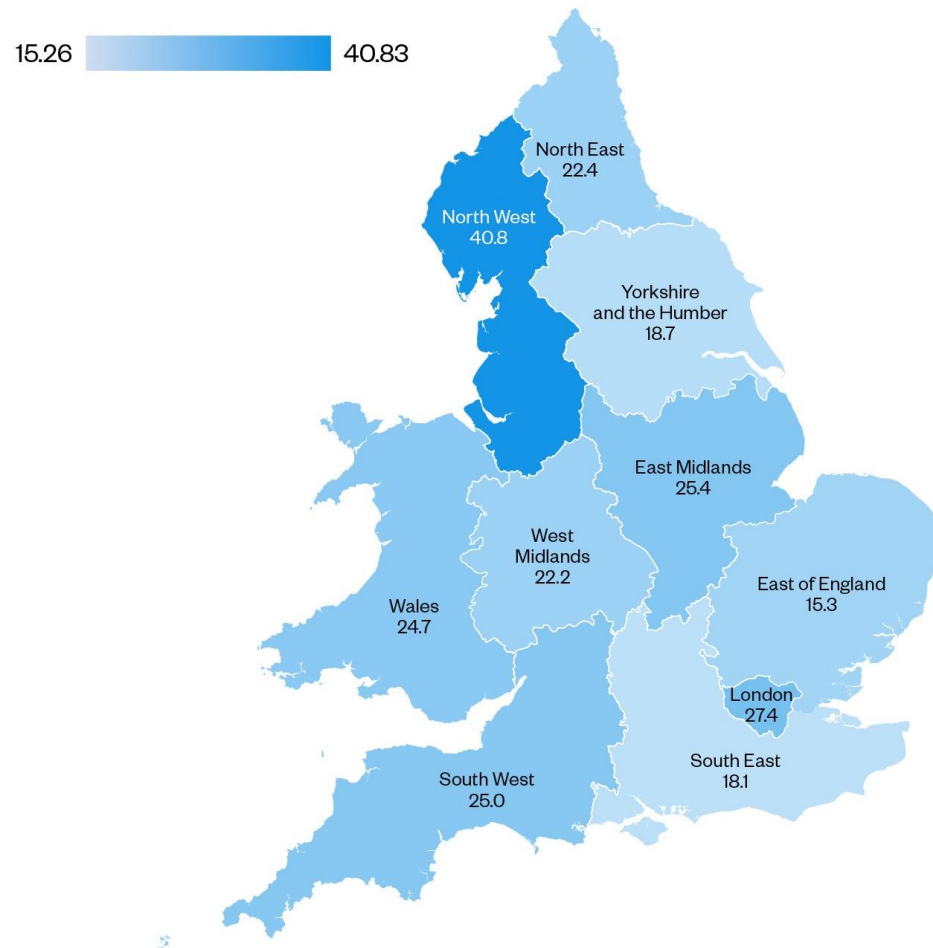 15.26
40.83
North East
22.4
North West
40.8
Yorkshire
and the Humber
18.7
East Midlands
25.4
West
Midlands
22.2
East of England
15.3
Wales
24.7
London
27.4
South East
18.1
South West
25.0